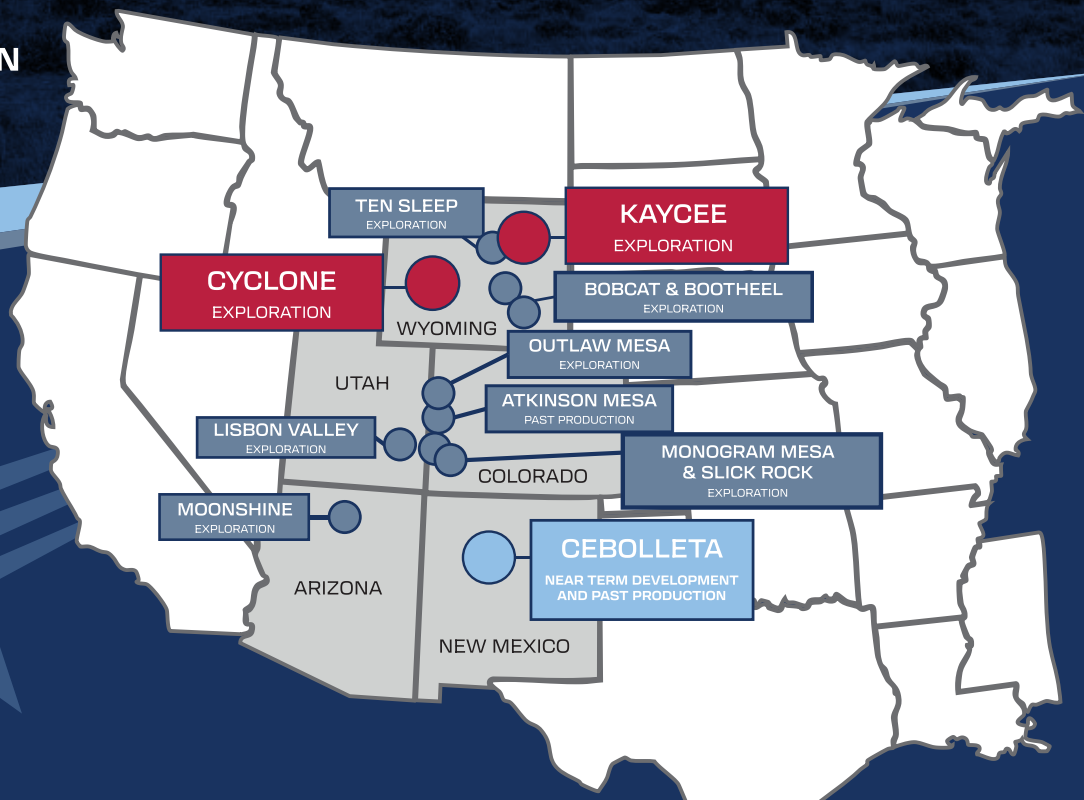 N
TEN SLEEP
EXPLORATION
KAYCEE
EXPLORATION
CYCLONE
EXPLORATION
BOBCAT & BOOTHEEL
EXPLORATION
WYOMING
OUTLAW MESA
EXPLORATION
UTAH
ATKINSON MESA
PAST PRODUCTION
LISBON VALLEY
EXPLORATION
MONOGRAM MESA
& SLICK ROCK
EXPLORATION
COLORADO
MOONSHINE
EXPLORATION
CEBOLLETA
NEAR TERM DEVELOPMENT
AND PAST PRODUCTION
ARIZONA
NEW MEXICO